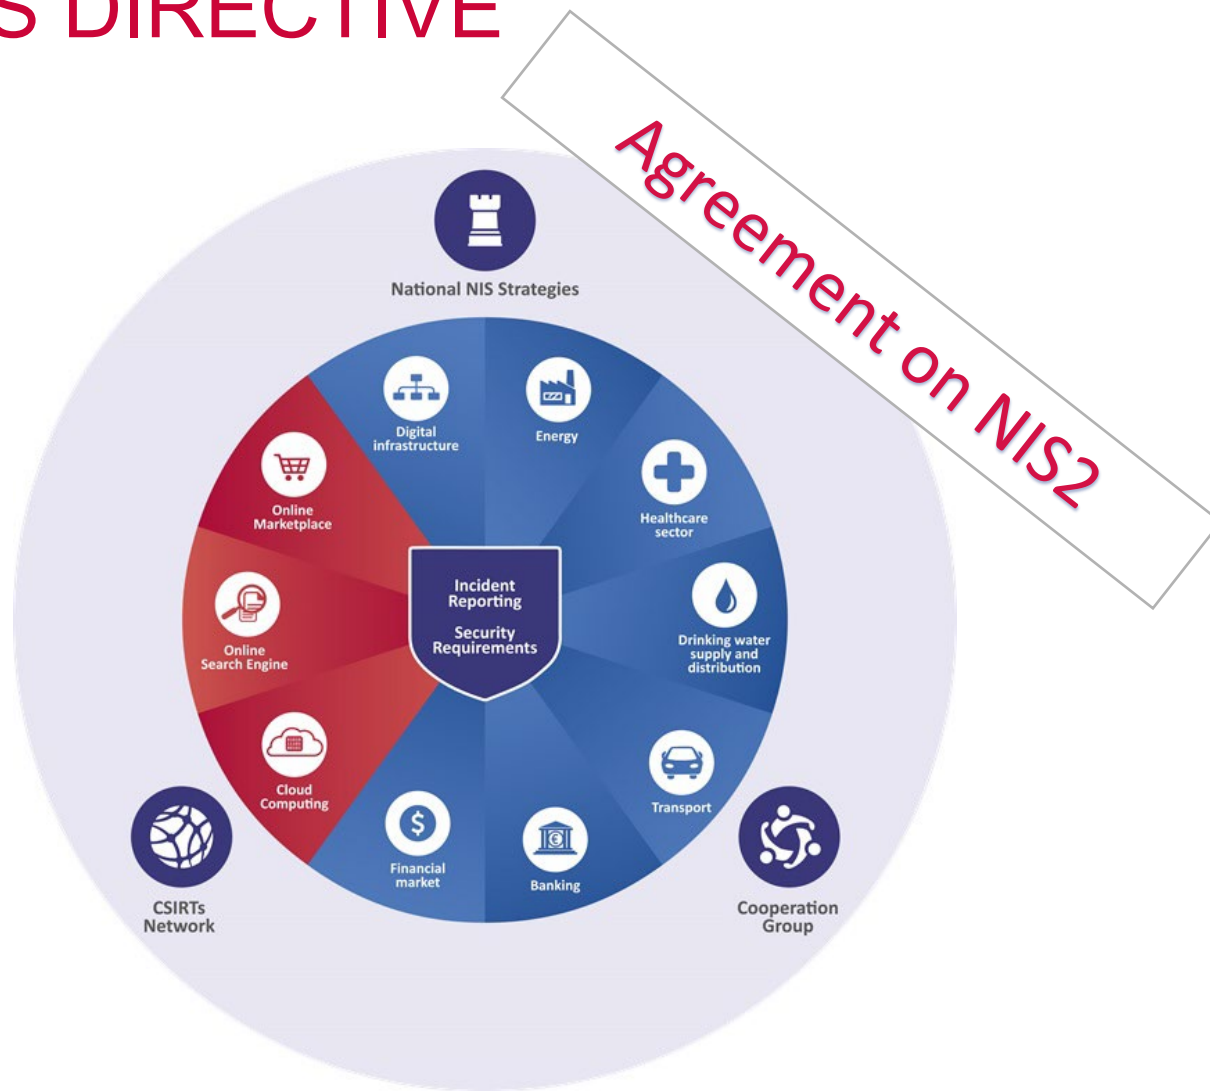 S DIRECTIVE
Agreement on NIS2
National NIS Strategies
Digital
infrastructure
Energy
Online
Marketplace
Healthcare
sector
Incident
Reporting
Security
Requirements
Online
Search Engine
Drinking water
supply and
distribution
Cloud
Computing
Transport
Financial
market
Banking
CSIRTs
Network
Cooperation
Group